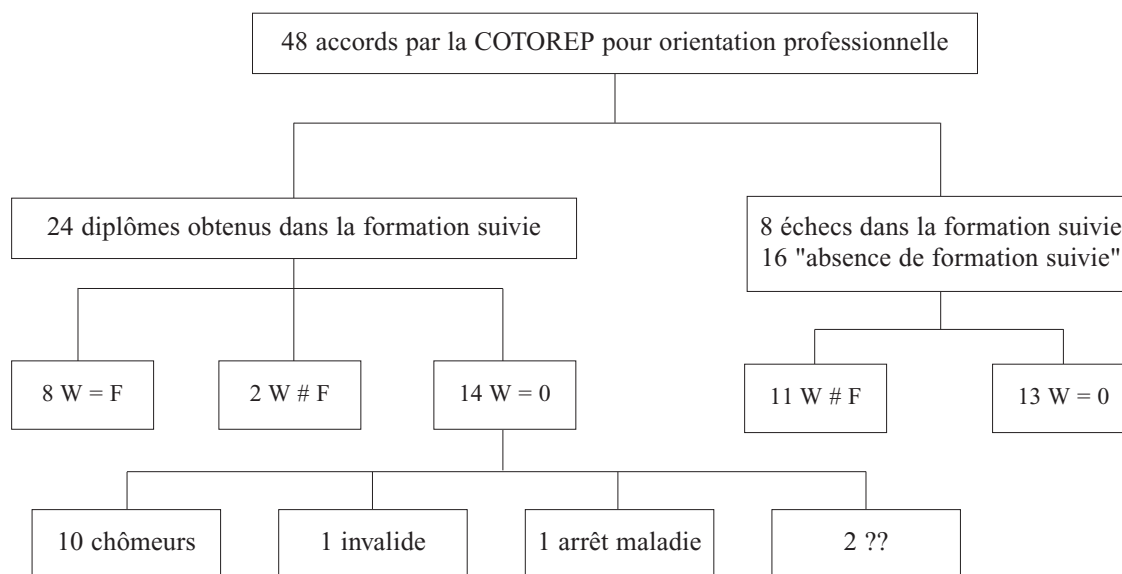 48 accords par la COTOREP pour orientation professionnelle
24 diplômes obtenus dans la formation suivie
8 échecs dans la formation suivie
16 "absence de formation suivie"
8 W = F
2 W # F
14 W = 0
11 W # F
13 W = 0
10 chômeurs
1 invalide
1 arrêt maladie
2 ??